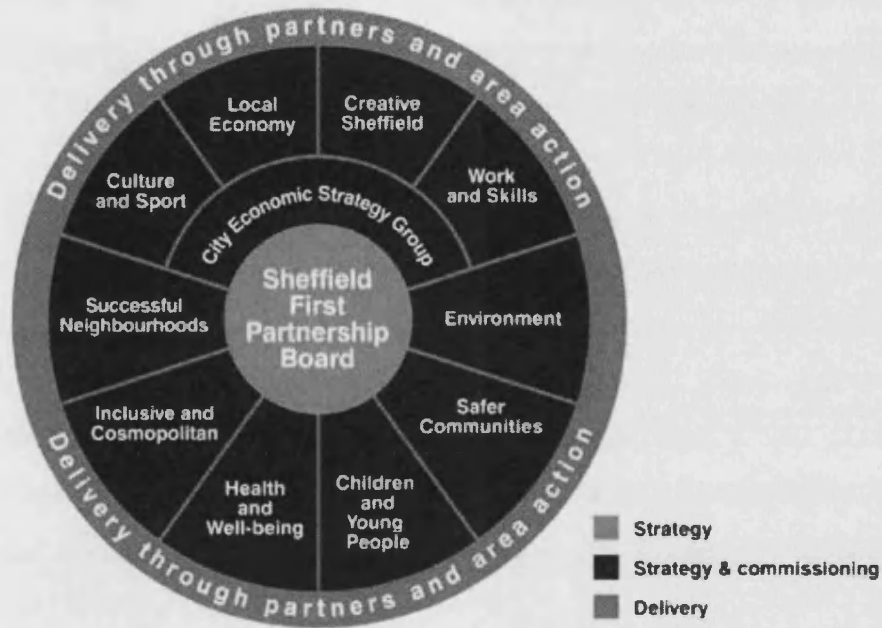 Delivery through partners and area action
Local
Economy
Creative
Sheffield
Culture
and Sport
Work
and Skills
City Economic Strategy Group
Sheffield
First
Partnership
Board
Successful
Neighbourhoods
Environment
Inclusive and
Cosmopolitan
Safer
Communities
Health
and
Well-being
Children
and
Young
People
Delivery through partners and area action
Strategy
Strategy & commissioning
Delivery